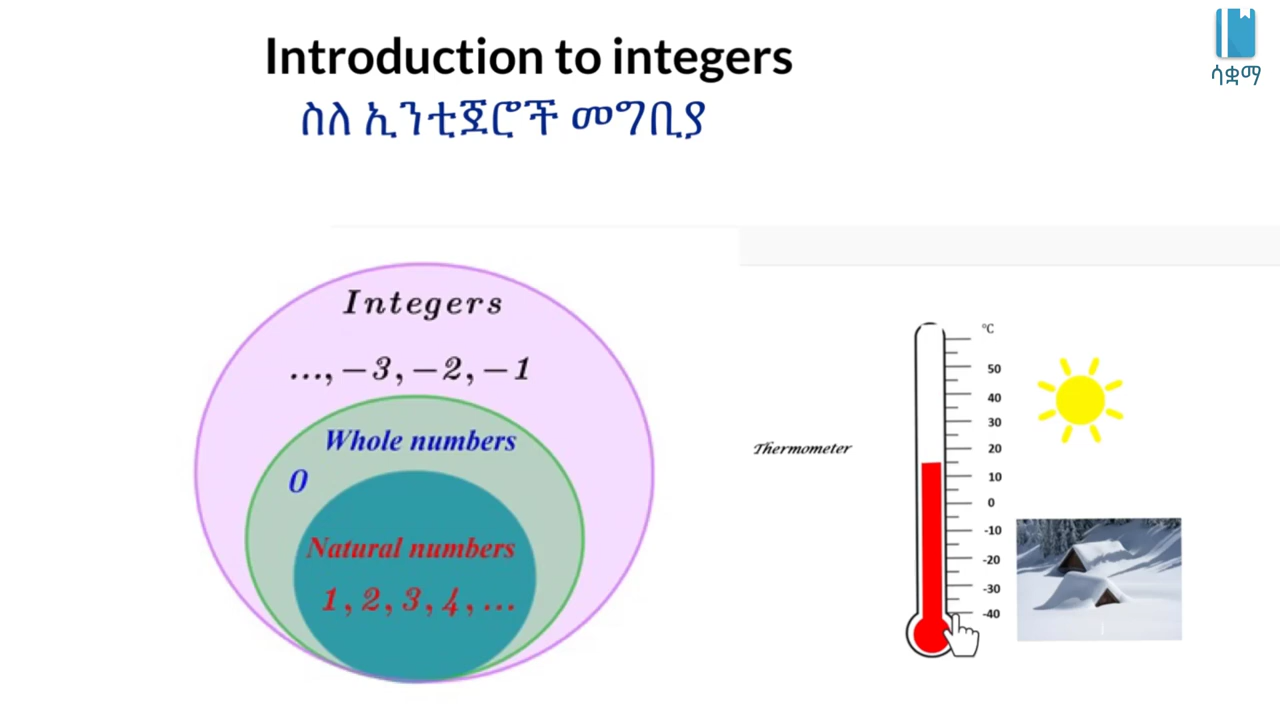 Introduction to integers
ስለ ኢንቲጀሮች መግቢያ
ሳቋማ
Integers
..., −3, −2, −1
Whole numbers
0
Natural numbers
1, 2, 3, 4, ...
Thermometer
°C
50
40
30
20
10
0
-10
-20
-30
-40